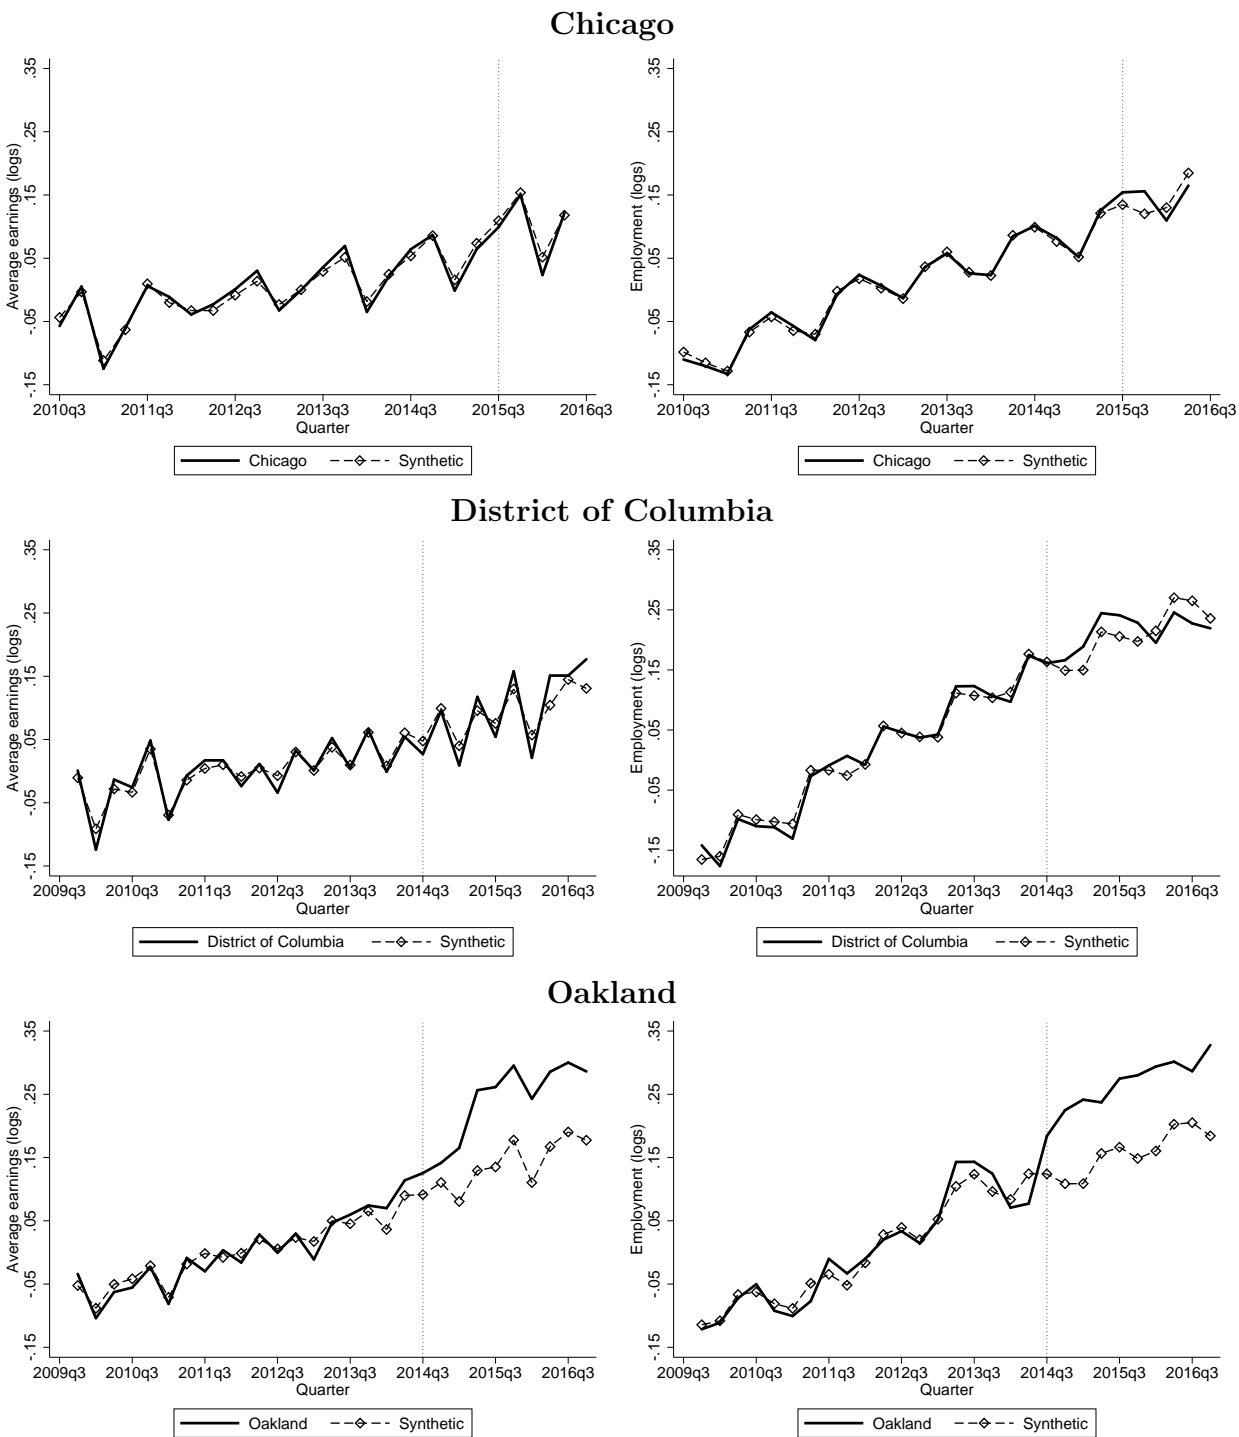 Chicago
Average earnings (logs)
.35
.25
.15
.05
-.05
-.15
2010q3 2011q3 2012q3 2013q3 2014q3 2015q3 2016q3
Quarter
Chicago Synthetic
Employment (logs)
.35
.25
.15
.05
-.05
-.15
2010q3 2011q3 2012q3 2013q3 2014q3 2015q3 2016q3
Quarter
Chicago Synthetic
District of Columbia
Average earnings (logs)
.35
.25
.15
.05
-.05
-.15
2009q3 2010q3 2011q3 2012q3 2013q3 2014q3 2015q3 2016q3
Quarter
District of Columbia Synthetic
Employment (logs)
.35
.25
.15
.05
-.05
-.15
2009q3 2010q3 2011q3 2012q3 2013q3 2014q3 2015q3 2016q3
Quarter
District of Columbia Synthetic
Oakland
Average earnings (logs)
.35
.25
.15
.05
-.05
-.15
2009q3 2010q3 2011q3 2012q3 2013q3 2014q3 2015q3 2016q3
Quarter
Oakland Synthetic
Employment (logs)
.35
.25
.15
.05
-.05
-.15
2009q3 2010q3 2011q3 2012q3 2013q3 2014q3 2015q3 2016q3
Quarter
Oakland Synthetic